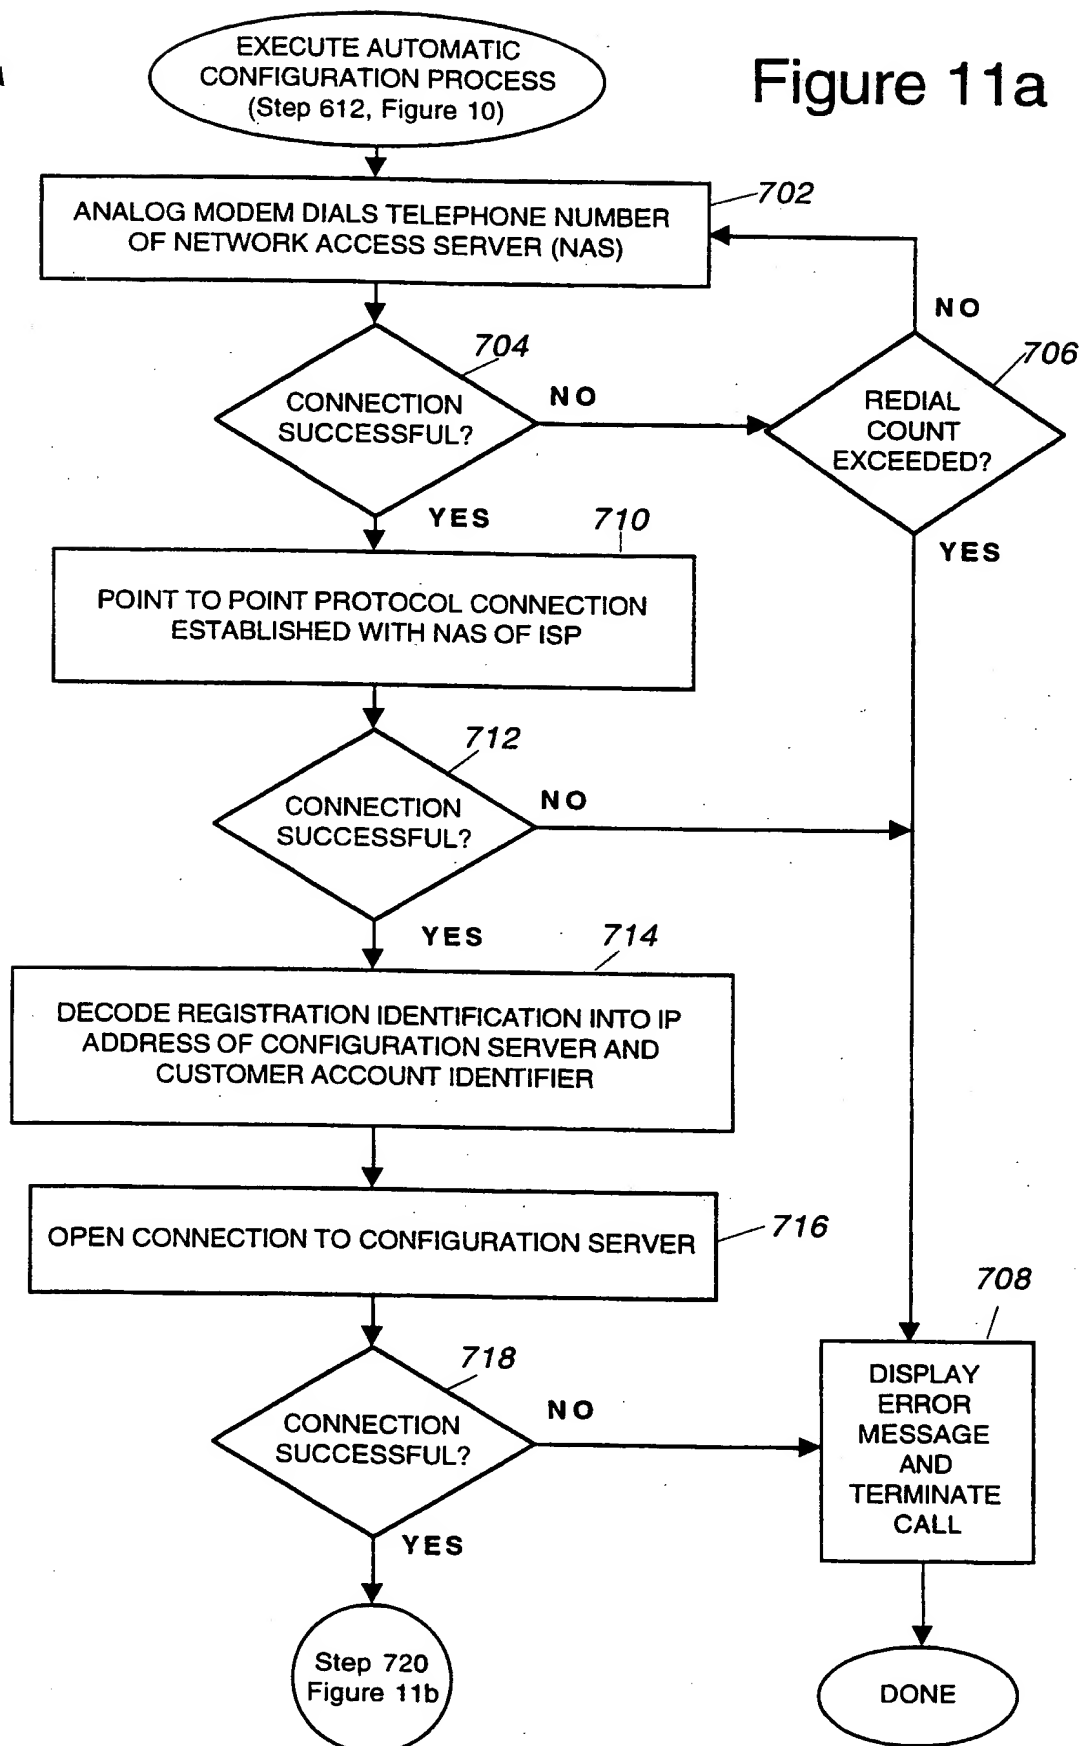 EXECUTE AUTOMATIC
CONFIGURATION PROCESS
(Step 612, Figure 10)
Figure 11a
702
ANALOG MODEM DIALS TELEPHONE NUMBER
OF NETWORK ACCESS SERVER (NAS)
NO
704
706
CONNECTION
SUCCESSFUL?
NO
REDIAL
COUNT
EXCEEDED?
YES
710
YES
POINT TO POINT PROTOCOL CONNECTION
ESTABLISHED WITH NAS OF ISP
712
CONNECTION
SUCCESSFUL?
NO
YES
714
DECODE REGISTRATION IDENTIFICATION INTO IP
ADDRESS OF CONFIGURATION SERVER AND
CUSTOMER ACCOUNT IDENTIFIER
OPEN CONNECTION TO CONFIGURATION SERVER
716
708
718
CONNECTION
SUCCESSFUL?
NO
DISPLAY
ERROR
MESSAGE
AND
TERMINATE
CALL
YES
Step 720
Figure 11b
DONE